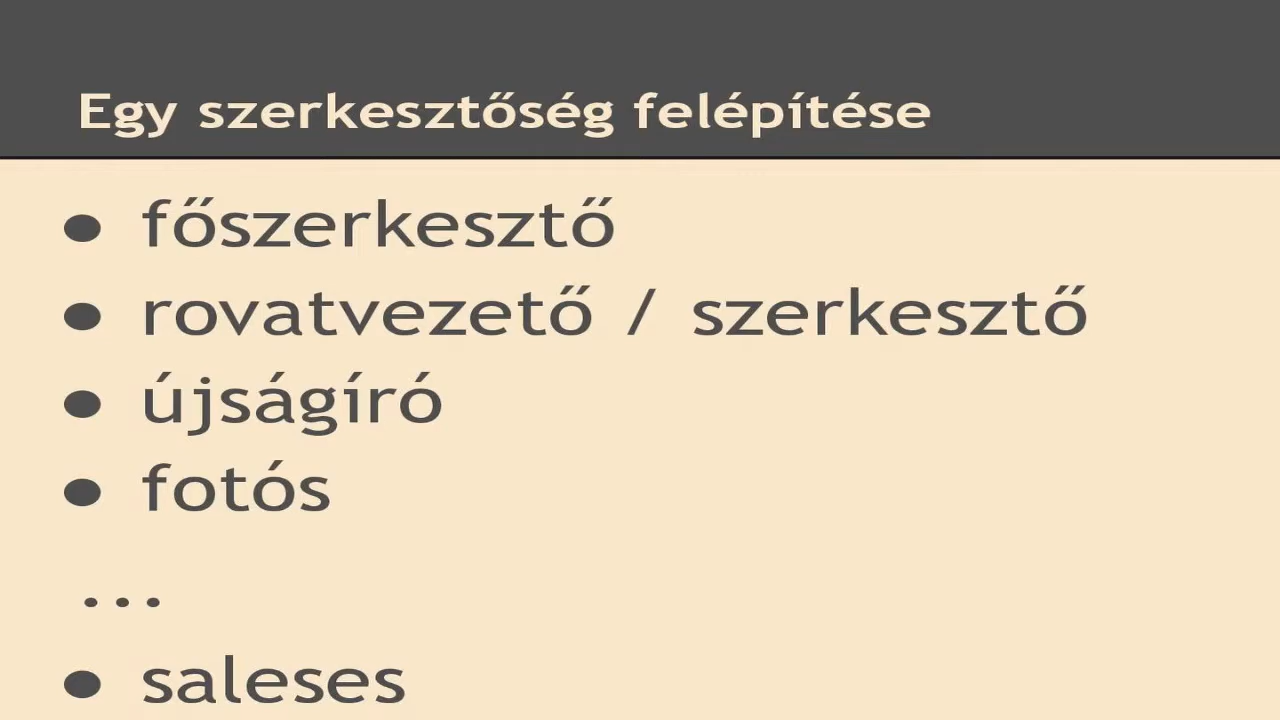 Egy szerkesztőség felépítése
● főszerkesztő
● rovatvezető / szerkesztő
● újságíró
● fotós
...
● saleses